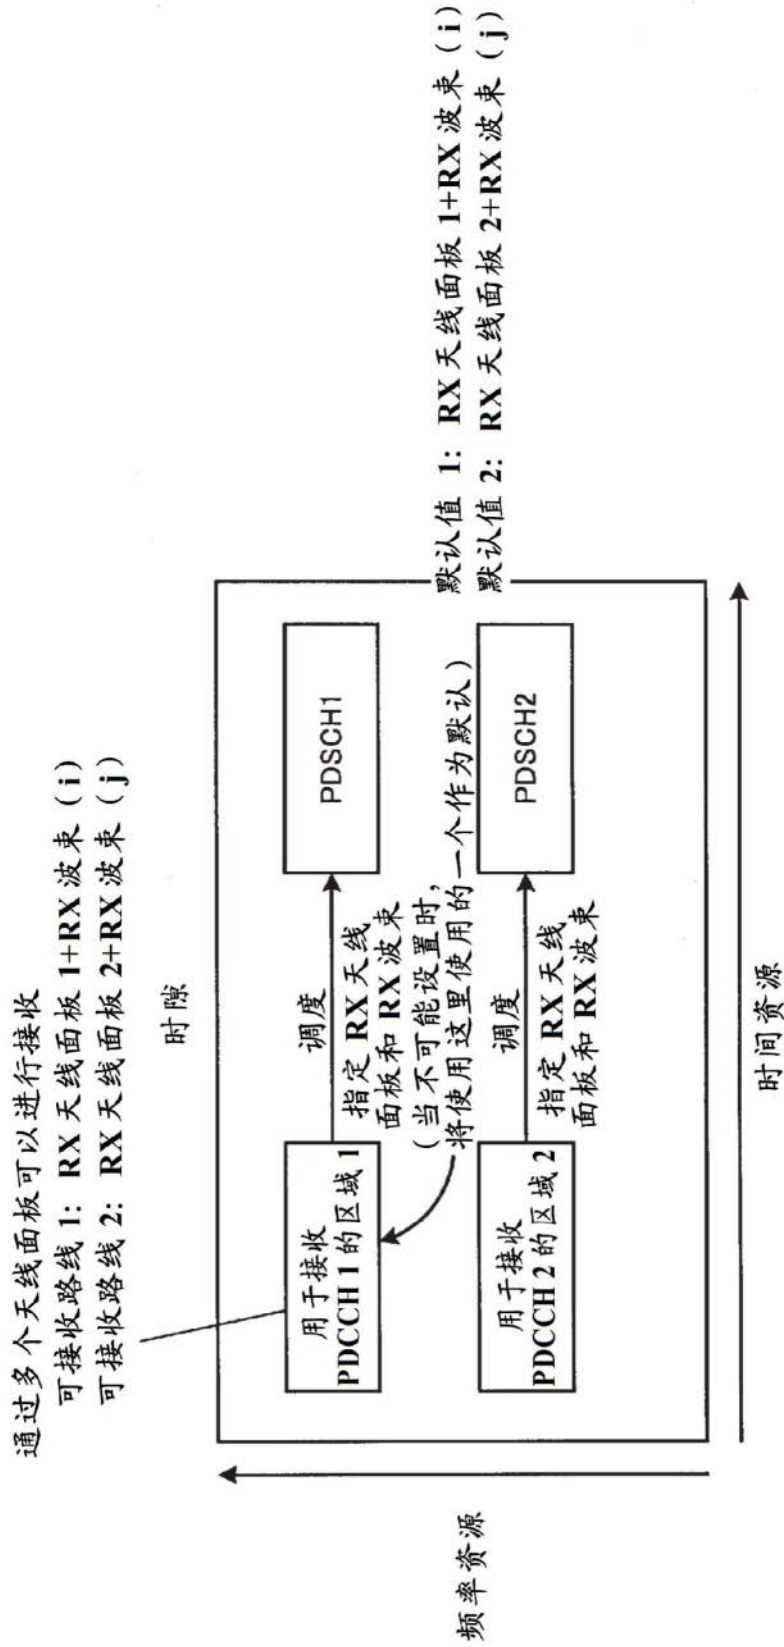 通过多个天线面板可以进行接收
可接收路线 1: RX 天线面板 1+RX 波束 (i)
可接收路线 2: RX 天线面板 2+RX 波束 (j)
时隙
用于接收
PDCCH 1 的区域 1
调度
指定 RX 天线
面板和 RX 波束
(当不可能设置时,
将使用这里使用的一个作为默认)
PDSCH1
用于接收
PDCCH 2 的区域 2
调度
指定 RX 天线
面板和 RX 波束
PDSCH2
默认值 1: RX 天线面板 1+RX 波束 (i)
默认值 2: RX 天线面板 2+RX 波束 (j)
频率资源
时间资源